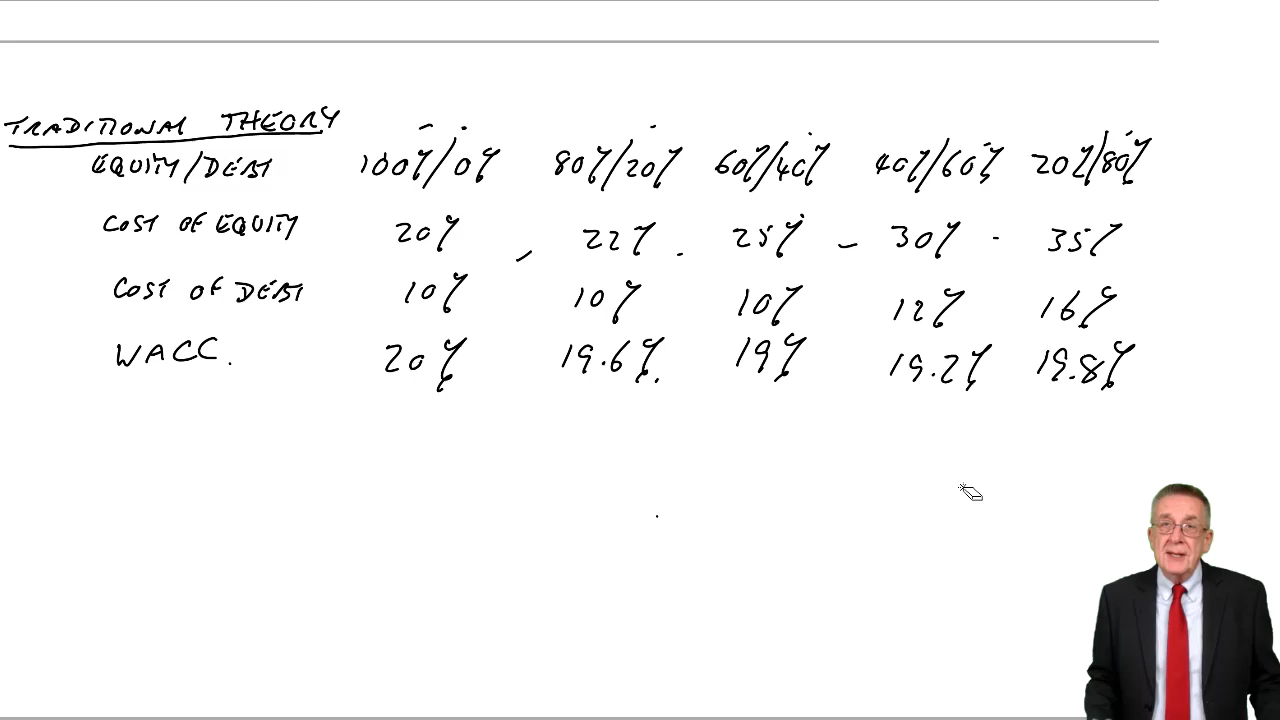 TRADITIONAL THEORY
EQUITY/DEBT 100%/0% 80%/20% 60%/40% 40%/60% 20%/80%
COST OF EQUITY 20% 22% 25% 30% 35%
COST OF DEBT 10% 10% 10% 12% 16%
WACC. 20% 19.6% 19% 19.2% 19.8%